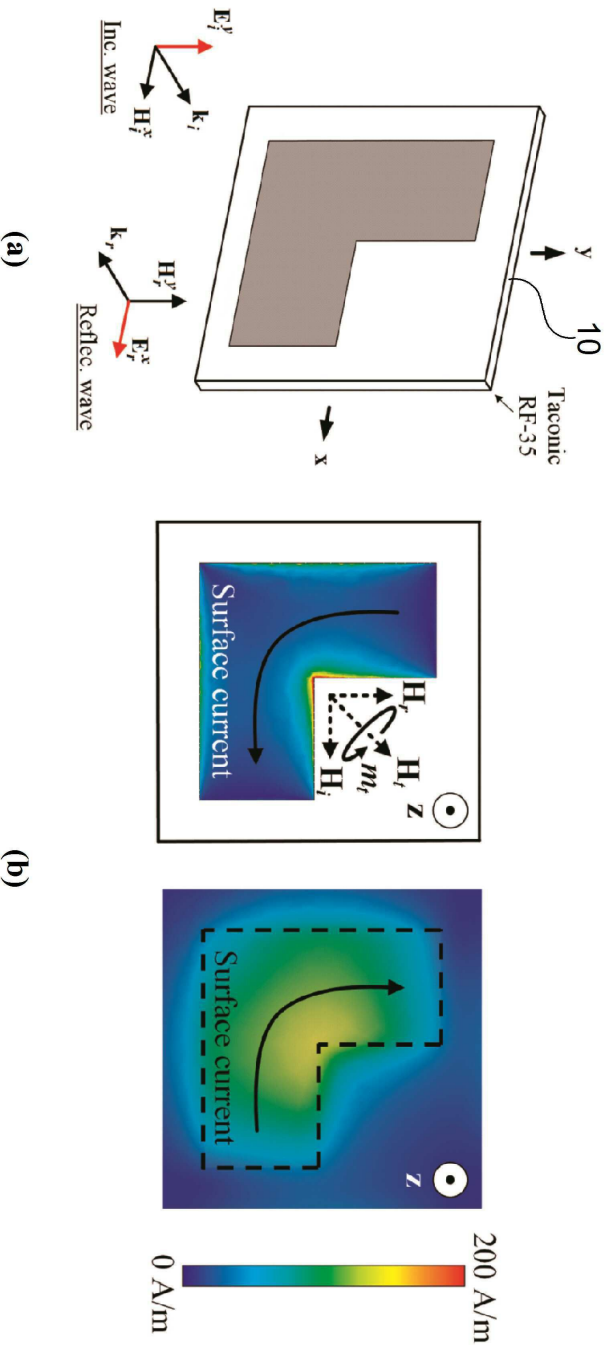 10
y
Taconic
RF-35
x
E_i^y
k_i
H_i^x
Inc. wave
H_r^y
k_r
E_r^x
Reflec. wave
(a)
z
H_r
H_t
m_t
H_i
Surface current
z
Surface current
200 A/m
0 A/m
(b)